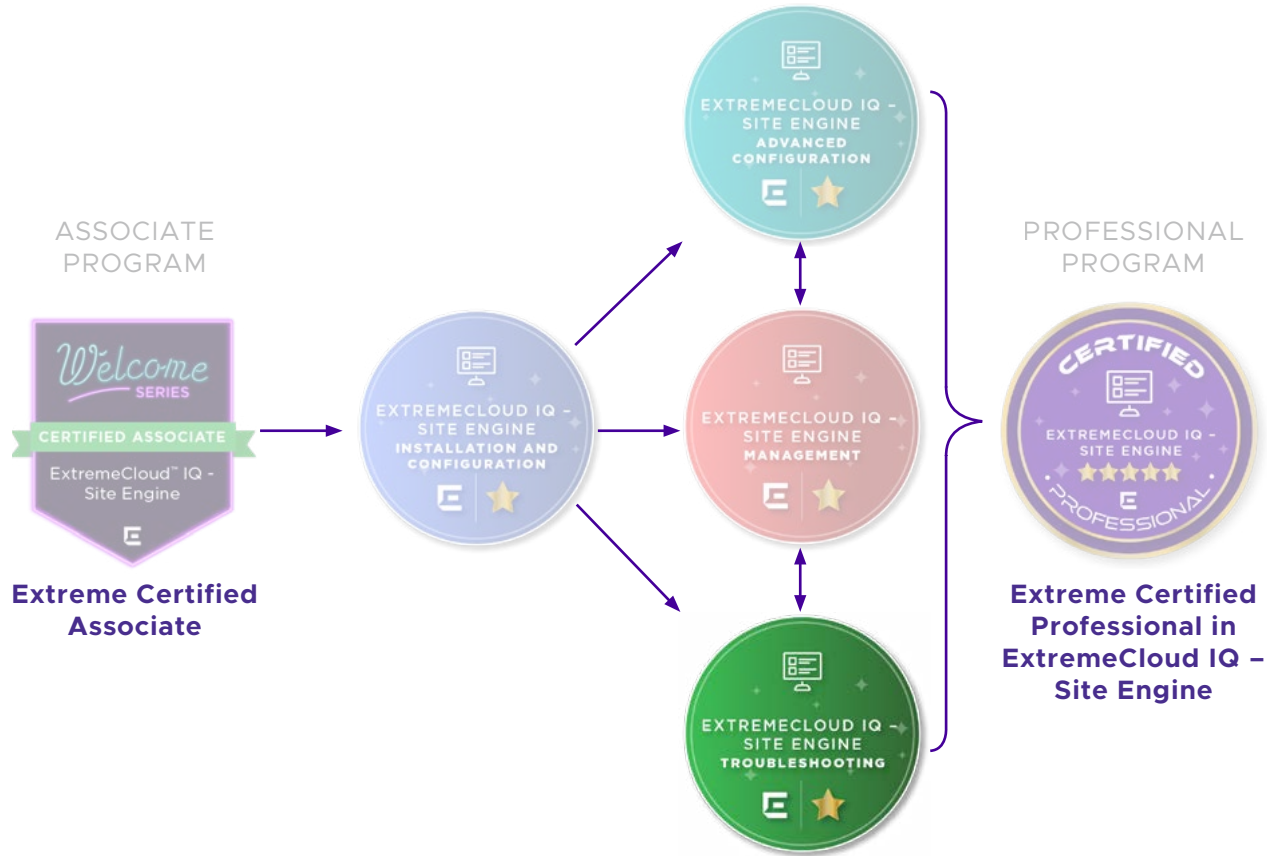 ASSOCIATE
PROGRAM
Welcome
SERIES
CERTIFIED ASSOCIATE
ExtremeCloud™ IQ -
Site Engine
Extreme Certified
Associate
EXTREMECLOUD IQ –
SITE ENGINE
INSTALLATION AND
CONFIGURATION
EXTREMECLOUD IQ –
SITE ENGINE
ADVANCED
CONFIGURATION
EXTREMECLOUD IQ –
SITE ENGINE
MANAGEMENT
EXTREMECLOUD IQ –
SITE ENGINE
TROUBLESHOOTING
PROFESSIONAL
PROGRAM
CERTIFIED
EXTREMECLOUD IQ –
SITE ENGINE
PROFESSIONAL
Extreme Certified
Professional in
ExtremeCloud IQ –
Site Engine